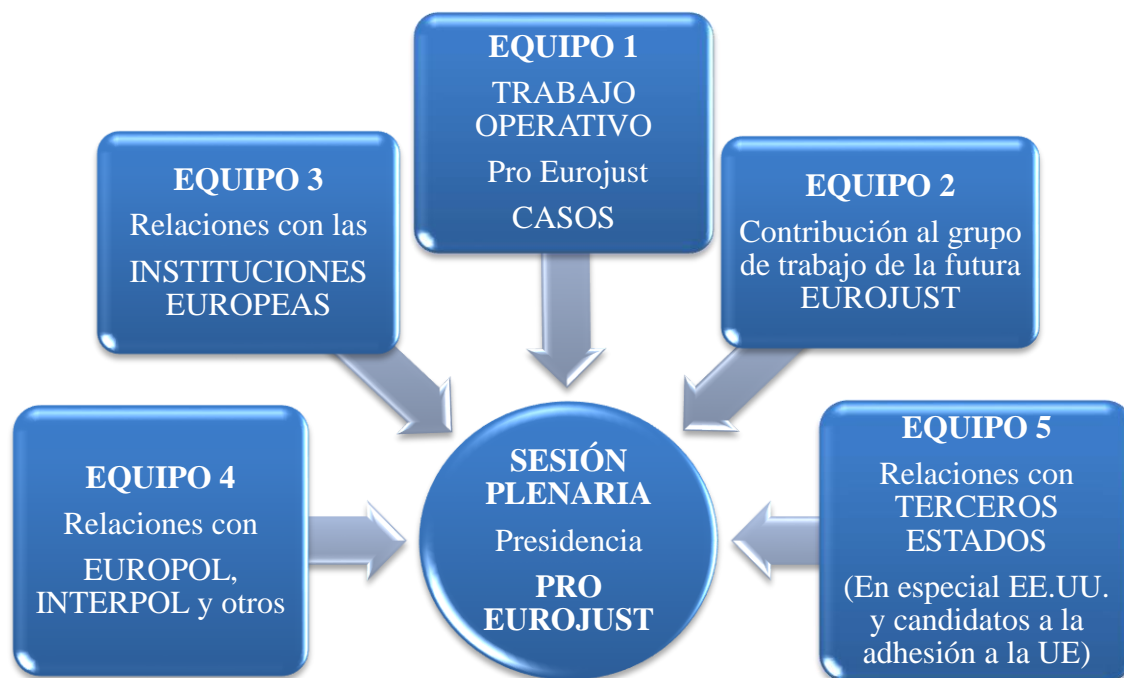 EQUIPO 1
TRABAJO
OPERATIVO
Pro Eurojust
CASOS
EQUIPO 3
Relaciones con las
INSTITUCIONES
EUROPEAS
EQUIPO 2
Contribución al grupo
de trabajo de la futura
EUROJUST
EQUIPO 4
Relaciones con
EUROPOL,
INTERPOL y otros
SESIÓN
PLENARIA
Presidencia
PRO
EUROJUST
EQUIPO 5
Relaciones con
TERCEROS
ESTADOS
(En especial EE.UU.
y candidatos a la
adhesión a la UE)